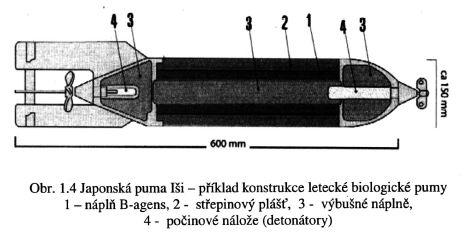 4 3 2 1 3 4 3
ca 150 mm
600 mm
Obr. 1.4 Japonská puma Iši – příklad konstrukce letecké biologické pumy
1 – náplň B-agens, 2 - střepinový plášť, 3 - výbušné náplně,
4 - počinové nálože (detonátory)